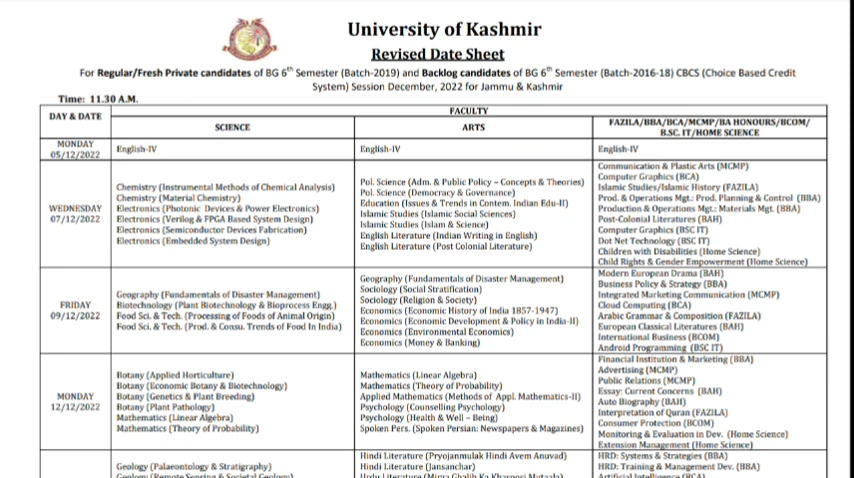 University of Kashmir
Revised Date Sheet
For Regular/Fresh Private candidates of BG 6th Semester (Batch-2019) and Backlog candidates of BG 6th Semester (Batch-2016-18) CBCS (Choice Based Credit
System) Session December, 2022 for Jammu & Kashmir
Time: 11.30 A.M.
DAY & DATE
FACULTY
SCIENCE
ARTS
FAZILA/BBA/BCA/MCMP/BA HONOURS/BCOM/
B.SC. IT/HOME SCIENCE
MONDAY
05/12/2022
English-IV
English-IV
English-IV
WEDNESDAY
07/12/2022
Chemistry (Instrumental Methods of Chemical Analysis)
Chemistry (Material Chemistry)
Electronics (Photonic Devices & Power Electronics)
Electronics (Verilog & FPGA Based System Design)
Electronics (Semiconductor Devices Fabrication)
Electronics (Embedded System Design)
Pol. Science (Adm. & Public Policy – Concepts & Theories)
Pol. Science (Democracy & Governance)
Education (Issues & Trends in Contem. Indian Edu-II)
Islamic Studies (Islamic Social Sciences)
Islamic Studies (Islam & Science)
English Literature (Indian Writing in English)
English Literature (Post Colonial Literature)
Communication & Plastic Arts (MCMP)
Computer Graphics (BCA)
Islamic Studies/Islamic History (FAZILA)
Prod. & Operations Mgt.: Prod. Planning & Control (BBA)
Production & Operations Mgt.: Materials Mgt. (BBA)
Post-Colonial Literatures (BAH)
Computer Graphics (BSC IT)
Dot Net Technology (BSC IT)
Children with Disabilities (Home Science)
Child Rights & Gender Empowerment (Home Science)
FRIDAY
09/12/2022
Geography (Fundamentals of Disaster Management)
Biotechnology (Plant Biotechnology & Bioprocess Engg.)
Food Sci. & Tech. (Processing of Foods of Animal Origin)
Food Sci. & Tech. (Prod. & Consu. Trends of Food In India)
Geography (Fundamentals of Disaster Management)
Sociology (Social Stratification)
Sociology (Religion & Society)
Economics (Economic History of India 1857-1947)
Economics (Economic Development & Policy in India-II)
Economics (Environmental Economics)
Economics (Money & Banking)
Modern European Drama (BAH)
Business Policy & Strategy (BBA)
Integrated Marketing Communication (MCMP)
Cloud Computing (BCA)
Arabic Grammar & Composition (FAZILA)
European Classical Literatures (BAH)
International Business (BCOM)
Android Programming (BSC IT)
MONDAY
12/12/2022
Botany (Applied Horticulture)
Botany (Economic Botany & Biotechnology)
Botany (Genetics & Plant Breeding)
Botany (Plant Pathology)
Mathematics (Linear Algebra)
Mathematics (Theory of Probability)
Mathematics (Linear Algebra)
Mathematics (Theory of Probability)
Applied Mathematics (Methods of Appl. Mathematics-II)
Psychology (Counselling Psychology)
Psychology (Health & Well – Being)
Spoken Pers. (Spoken Persian: Newspapers & Magazines)
Financial Institution & Marketing (BBA)
Advertising (MCMP)
Public Relations (MCMP)
Essay: Current Concerns (BAH)
Auto Biography (BAH)
Interpretation of Quran (FAZILA)
Consumer Protection (BCOM)
Monitoring & Evaluation in Dev. (Home Science)
Extension Management (Home Science)
Geology (Palaeontology & Stratigraphy)
Hindi Literature (Pryojanmulak Hindi Avem Anuvad)
Hindi Literature (Jansanchar)
HRD: Systems & Strategies (BBA)
HRD: Training & Management Dev. (BBA)